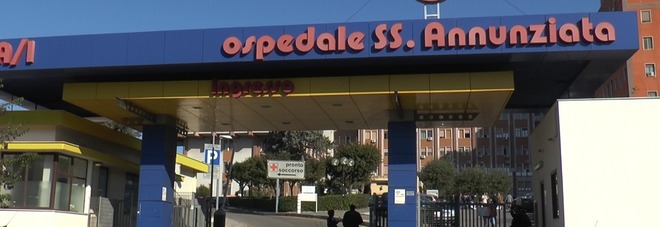 A/I
ospedale SS. Annunziata
ingresso
P
pronto
soccorso